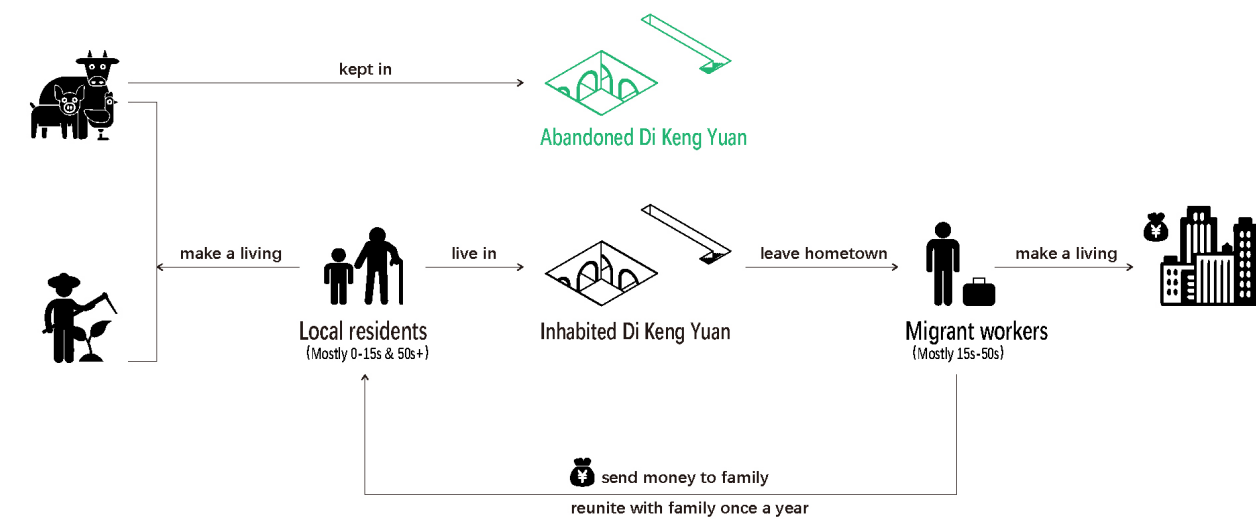 kept in
Abandoned Di Keng Yuan
make a living
live in
leave hometown
make a living
¥
Local residents
(Mostly 0-15s & 50s+)
Inhabited Di Keng Yuan
Migrant workers
(Mostly 15s-50s)
¥ send money to family
reunite with family once a year